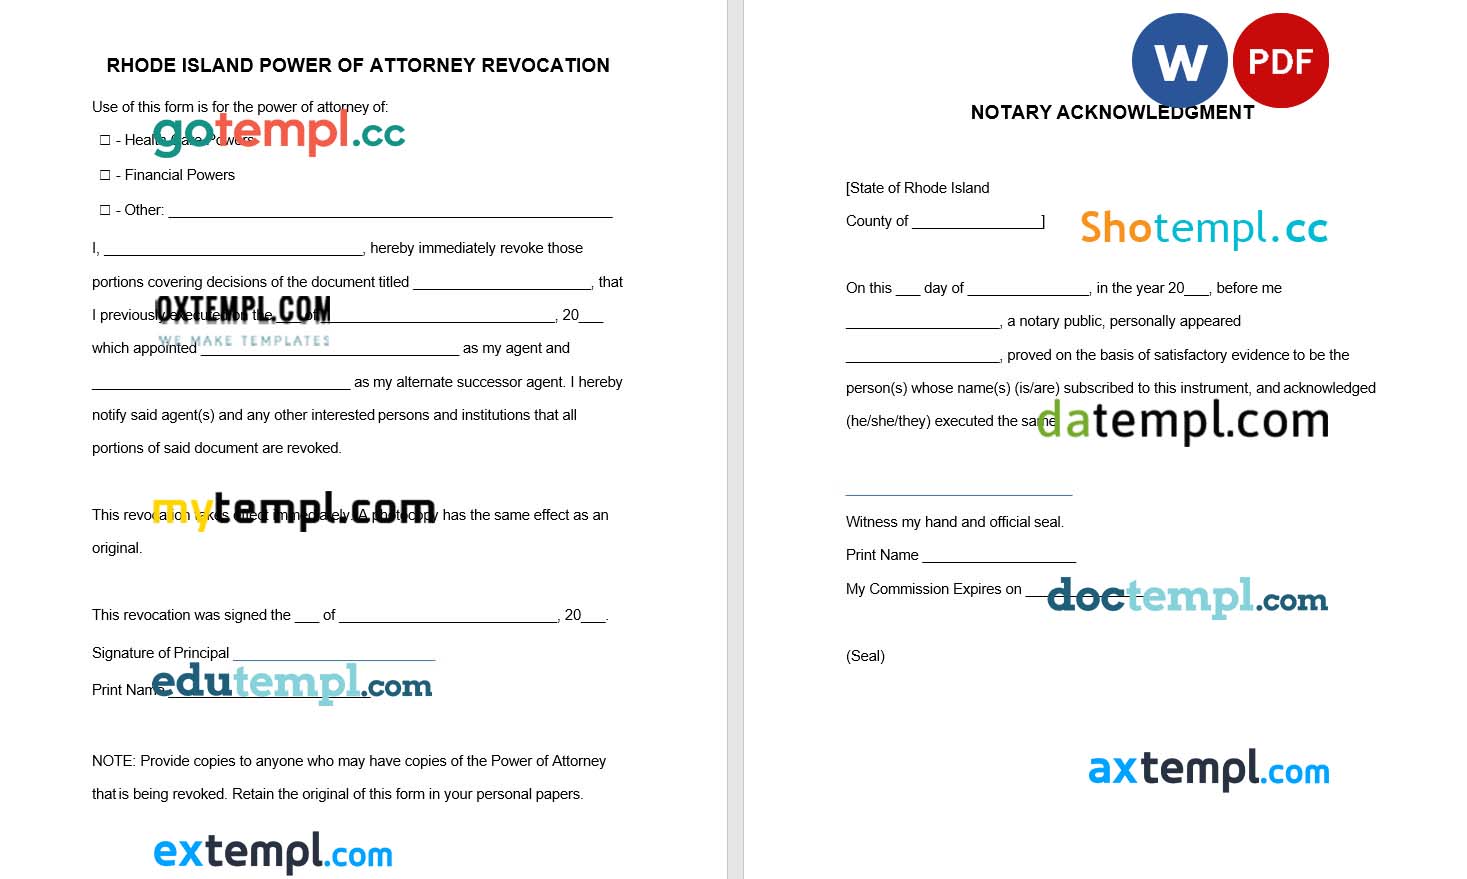 RHODE ISLAND POWER OF ATTORNEY REVOCATION
Use of this form is for the power of attorney of:
gotempl.cc
☐ - Health Care Powers
☐ - Financial Powers
☐ - Other: ______________________
I, ______________________, hereby immediately revoke those
portions covering decisions of the document titled ______________________, that
OXTEMPL.COM
I previously executed on the ___ of ______________________, 20___
WE MAKE TEMPLATES
which appointed ______________________ as my agent and
______________________ as my alternate successor agent. I hereby
notify said agent(s) and any other interested persons and institutions that all
portions of said document are revoked.
mytempl.com
This revocation takes effect immediately. A photocopy has the same effect as an
original.
This revocation was signed the ___ of ______________________, 20___.
Signature of Principal ______________________
edutempl.com
Print Name ______________________
NOTE: Provide copies to anyone who may have copies of the Power of Attorney
that is being revoked. Retain the original of this form in your personal papers.
extempl.com
W PDF
NOTARY ACKNOWLEDGMENT
[State of Rhode Island
County of ________________]
Shotempl.cc
On this ___ day of _______________, in the year 20___, before me
___________________, a notary public, personally appeared
___________________, proved on the basis of satisfactory evidence to be the
person(s) whose name(s) (is/are) subscribed to this instrument, and acknowledged
(he/she/they) executed the same
datempl.com
____________________________
Witness my hand and official seal.
Print Name ___________________
My Commission Expires on _______________
doctempl.com
(Seal)
axtempl.com